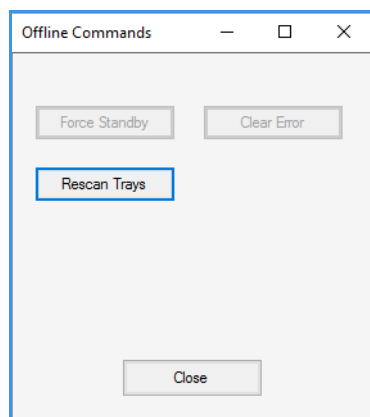 Offline Commands
Force Standby
Clear Error
Rescan Trays
Close